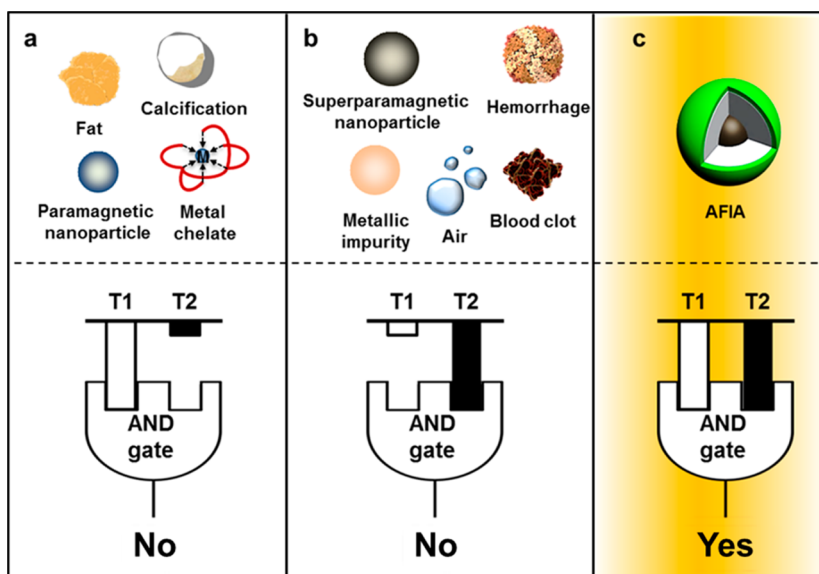 a
Fat
Calcification
Paramagnetic
nanoparticle
M
Metal
chelate
T1 T2
AND
gate
No
b
Superparamagnetic
nanoparticle
Hemorrhage
Metallic
impurity
Air
Blood clot
T1 T2
AND
gate
No
c
AFIA
T1 T2
AND
gate
Yes